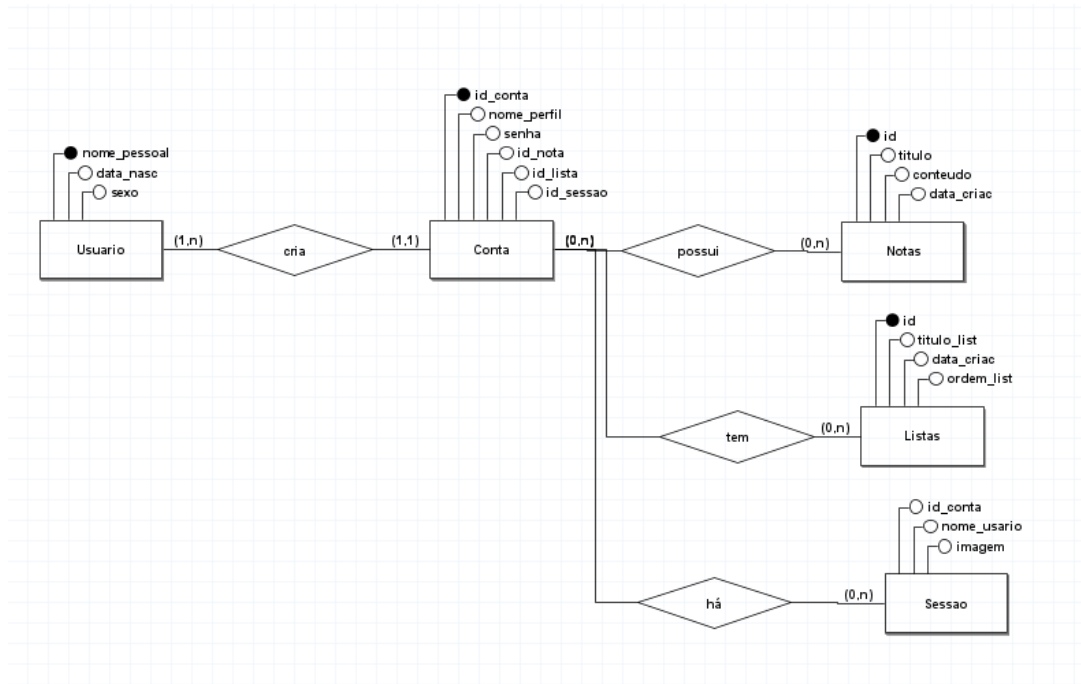 nome_pessoal
data_nasc
sexo
Usuario
(1,n)
cria
(1,1)
id_conta
nome_perfil
senha
id_nota
id_lista
id_sessao
Conta
(0,n)
possui
(0,n)
id
titulo
conteudo
data_criac
Notas
id
titulo_list
data_criac
ordem_list
tem
(0,n)
Listas
id_conta
nome_usario
imagem
há
(0,n)
Sessao